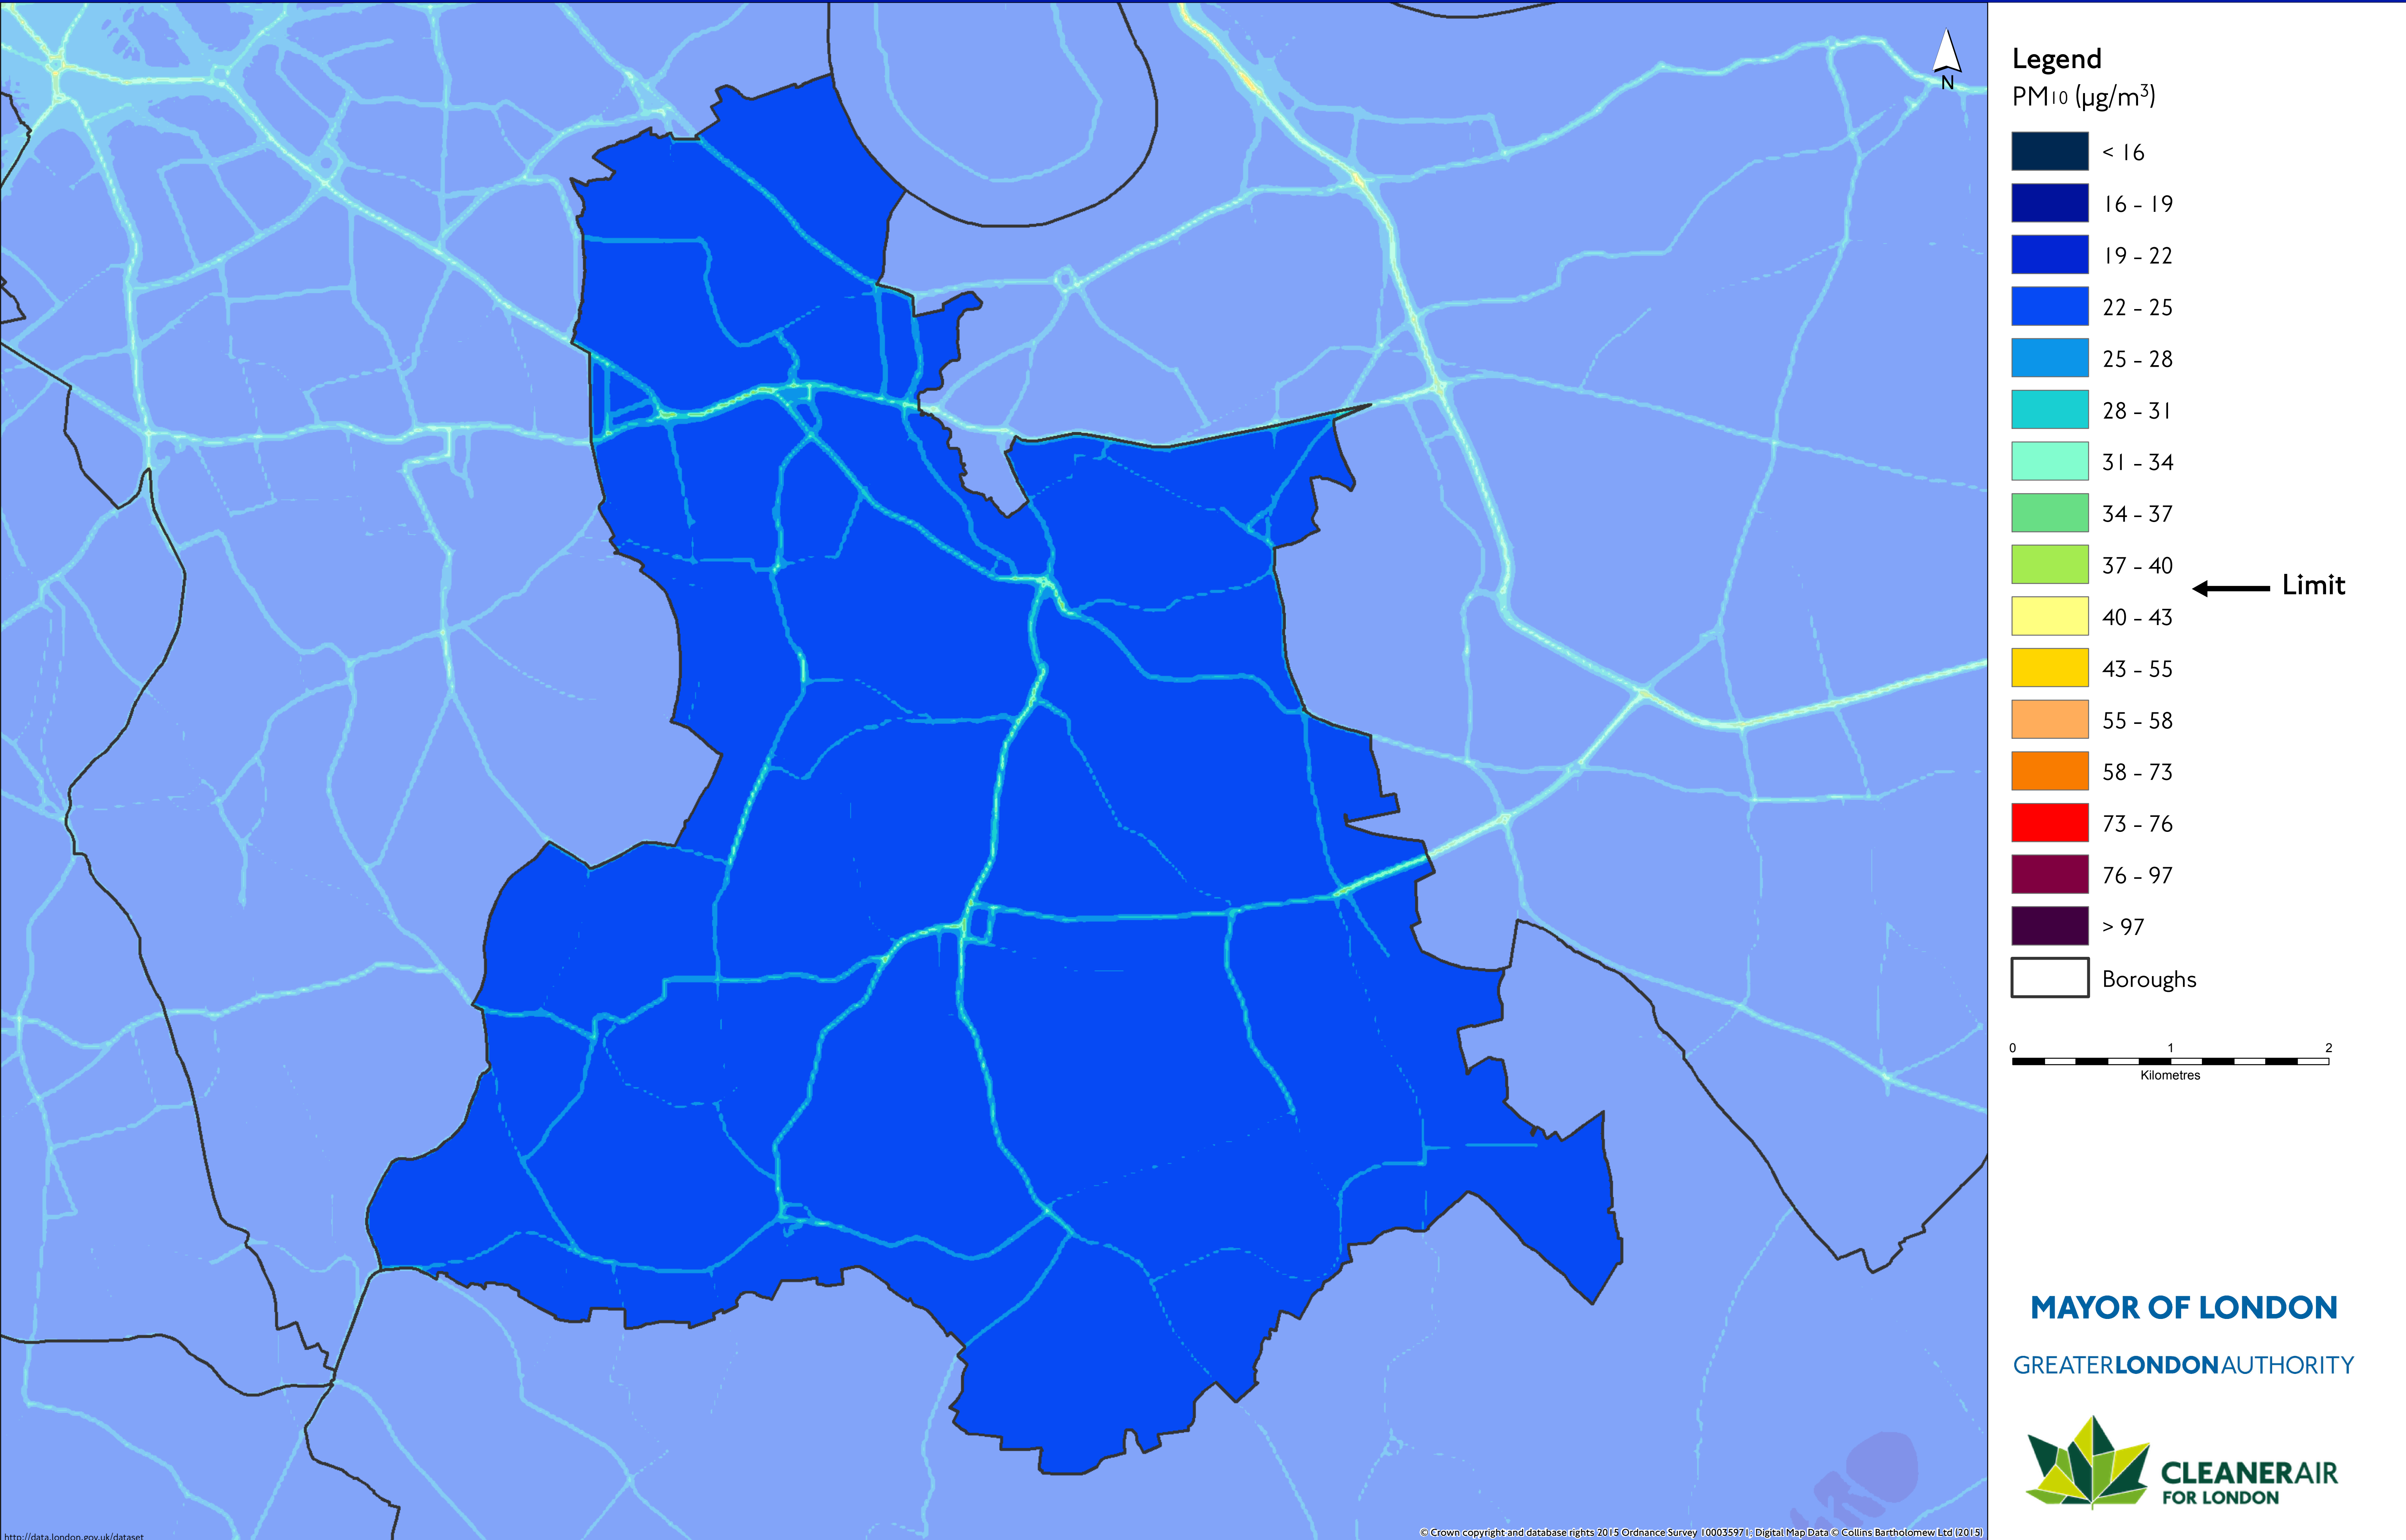 N
Legend
PM10 (µg/m³)
< 16
16 - 19
19 - 22
22 - 25
25 - 28
28 - 31
31 - 34
34 - 37
37 - 40
Limit
40 - 43
43 - 55
55 - 58
58 - 73
73 - 76
76 - 97
> 97
Boroughs
0 1 2
Kilometres
MAYOR OF LONDON
GREATERLONDONAUTHORITY
CLEANERAIR
FOR LONDON
http://data.london.gov.uk/dataset
© Crown copyright and database rights 2015 Ordnance Survey 100035971; Digital Map Data © Collins Bartholomew Ltd (2015)